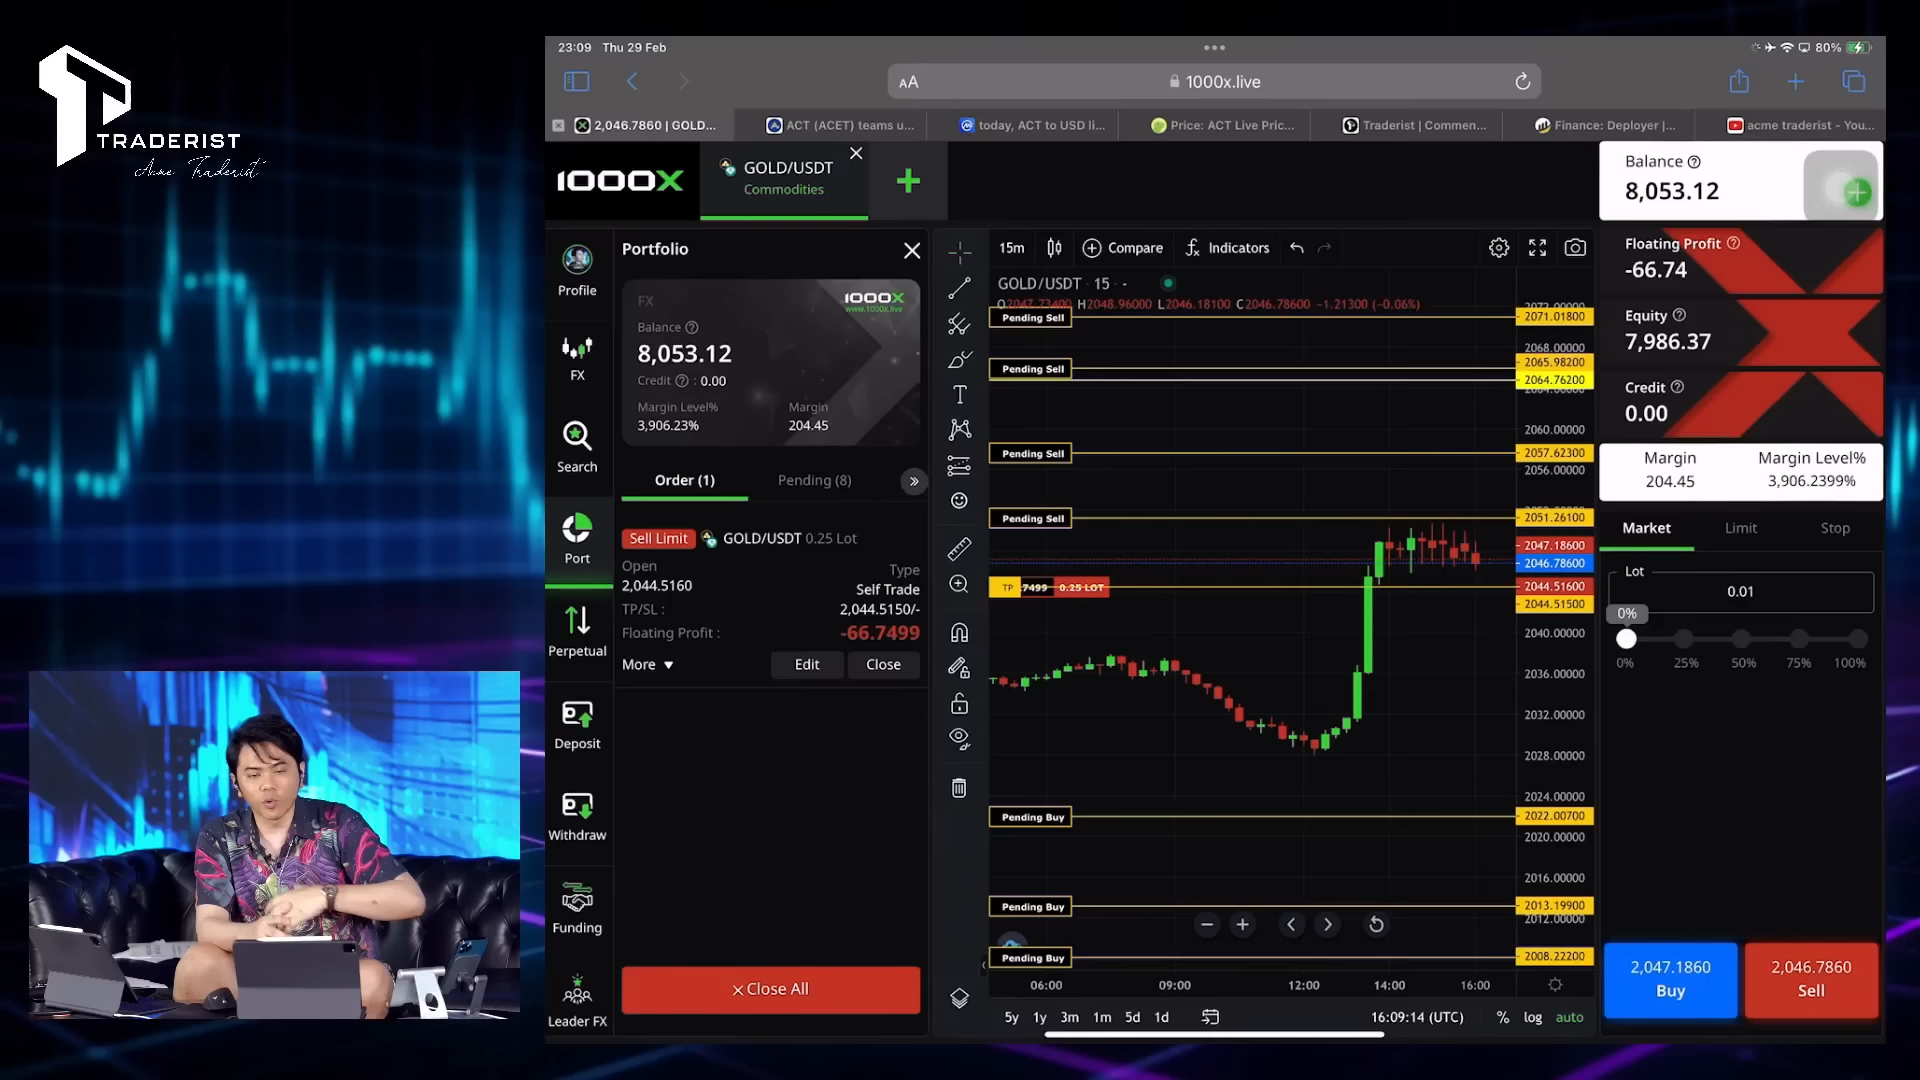 TRADERIST
Acme Traderist
23:09 Thu 29 Feb
80%
AA
1000x.live
2,046.7860 | GOLD...
ACT (ACET) teams u...
today, ACT to USD li...
Price: ACT Live Pric...
Traderist | Commen...
Finance: Deployer |...
acme traderist - You...
1000X
GOLD/USDT
Commodities
Balance
8,053.12
Floating Profit
-66.74
Equity
7,986.37
Credit
0.00
Margin
204.45
Margin Level%
3,906.2399%
Profile
FX
Search
Port
Perpetual
Deposit
Withdraw
Funding
Leader FX
Portfolio
FX
1000X
www.1000x.live
Balance
8,053.12
Credit : 0.00
Margin Level%
3,906.23%
Margin
204.45
Order (1)
Pending (8)
Sell Limit GOLD/USDT 0.25 Lot
Open
2,044.5160
Type
Self Trade
TP/SL :
2,044.5150/-
Floating Profit :
-66.7499
More
Edit
Close
Close All
15m
Compare
Indicators
GOLD/USDT · 15 · -
O2047.73400 H2048.96000 L2046.18100 C2046.78600 -1.21300 (-0.06%)
Pending Sell
2071.01800
2068.00000
2065.98200
Pending Sell
2064.76200
2060.00000
Pending Sell
2057.62300
2056.00000
Pending Sell
2051.26100
2047.18600
2046.78600
TP
7499
0.25 LOT
2044.51600
2044.51500
2040.00000
2036.00000
2032.00000
2028.00000
2024.00000
Pending Buy
2022.00700
2020.00000
2016.00000
Pending Buy
2013.19900
2012.00000
Pending Buy
2008.22200
06:00
09:00
12:00
14:00
16:00
5y 1y 3m 1m 5d 1d
16:09:14 (UTC)
% log auto
Market
Limit
Stop
Lot
0.01
0%
0% 25% 50% 75% 100%
2,047.1860
Buy
2,046.7860
Sell